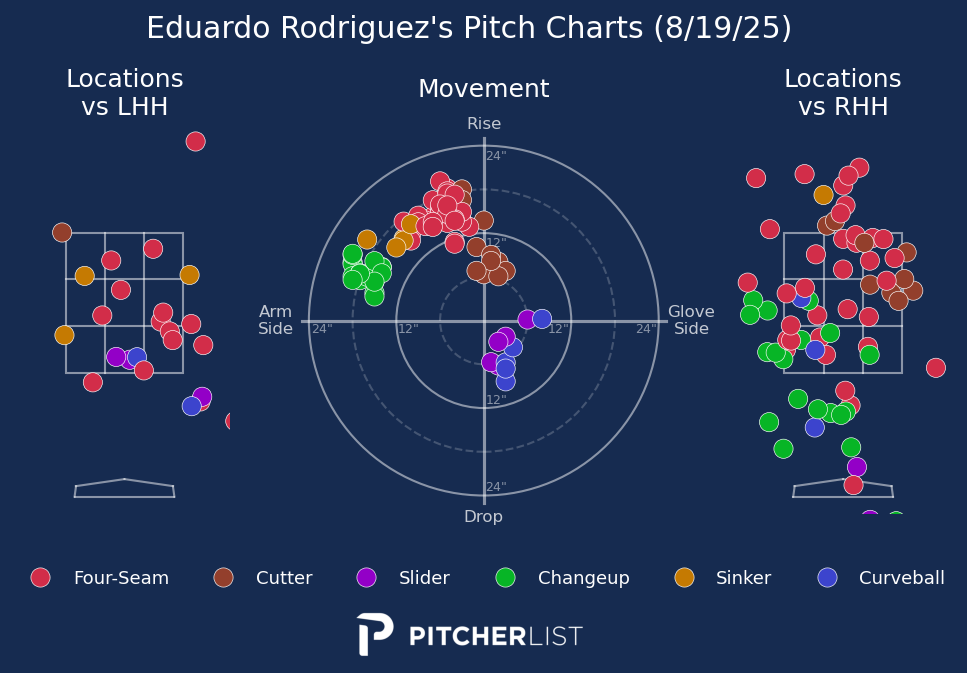 Eduardo Rodriguez's Pitch Charts (8/19/25)
Locations
vs LHH
Movement
Locations
vs RHH
Rise
24"
12"
Arm
Side
24"
12"
12"
24"
Glove
Side
12"
24"
Drop
Four-Seam
Cutter
Slider
Changeup
Sinker
Curveball
PITCHERLIST